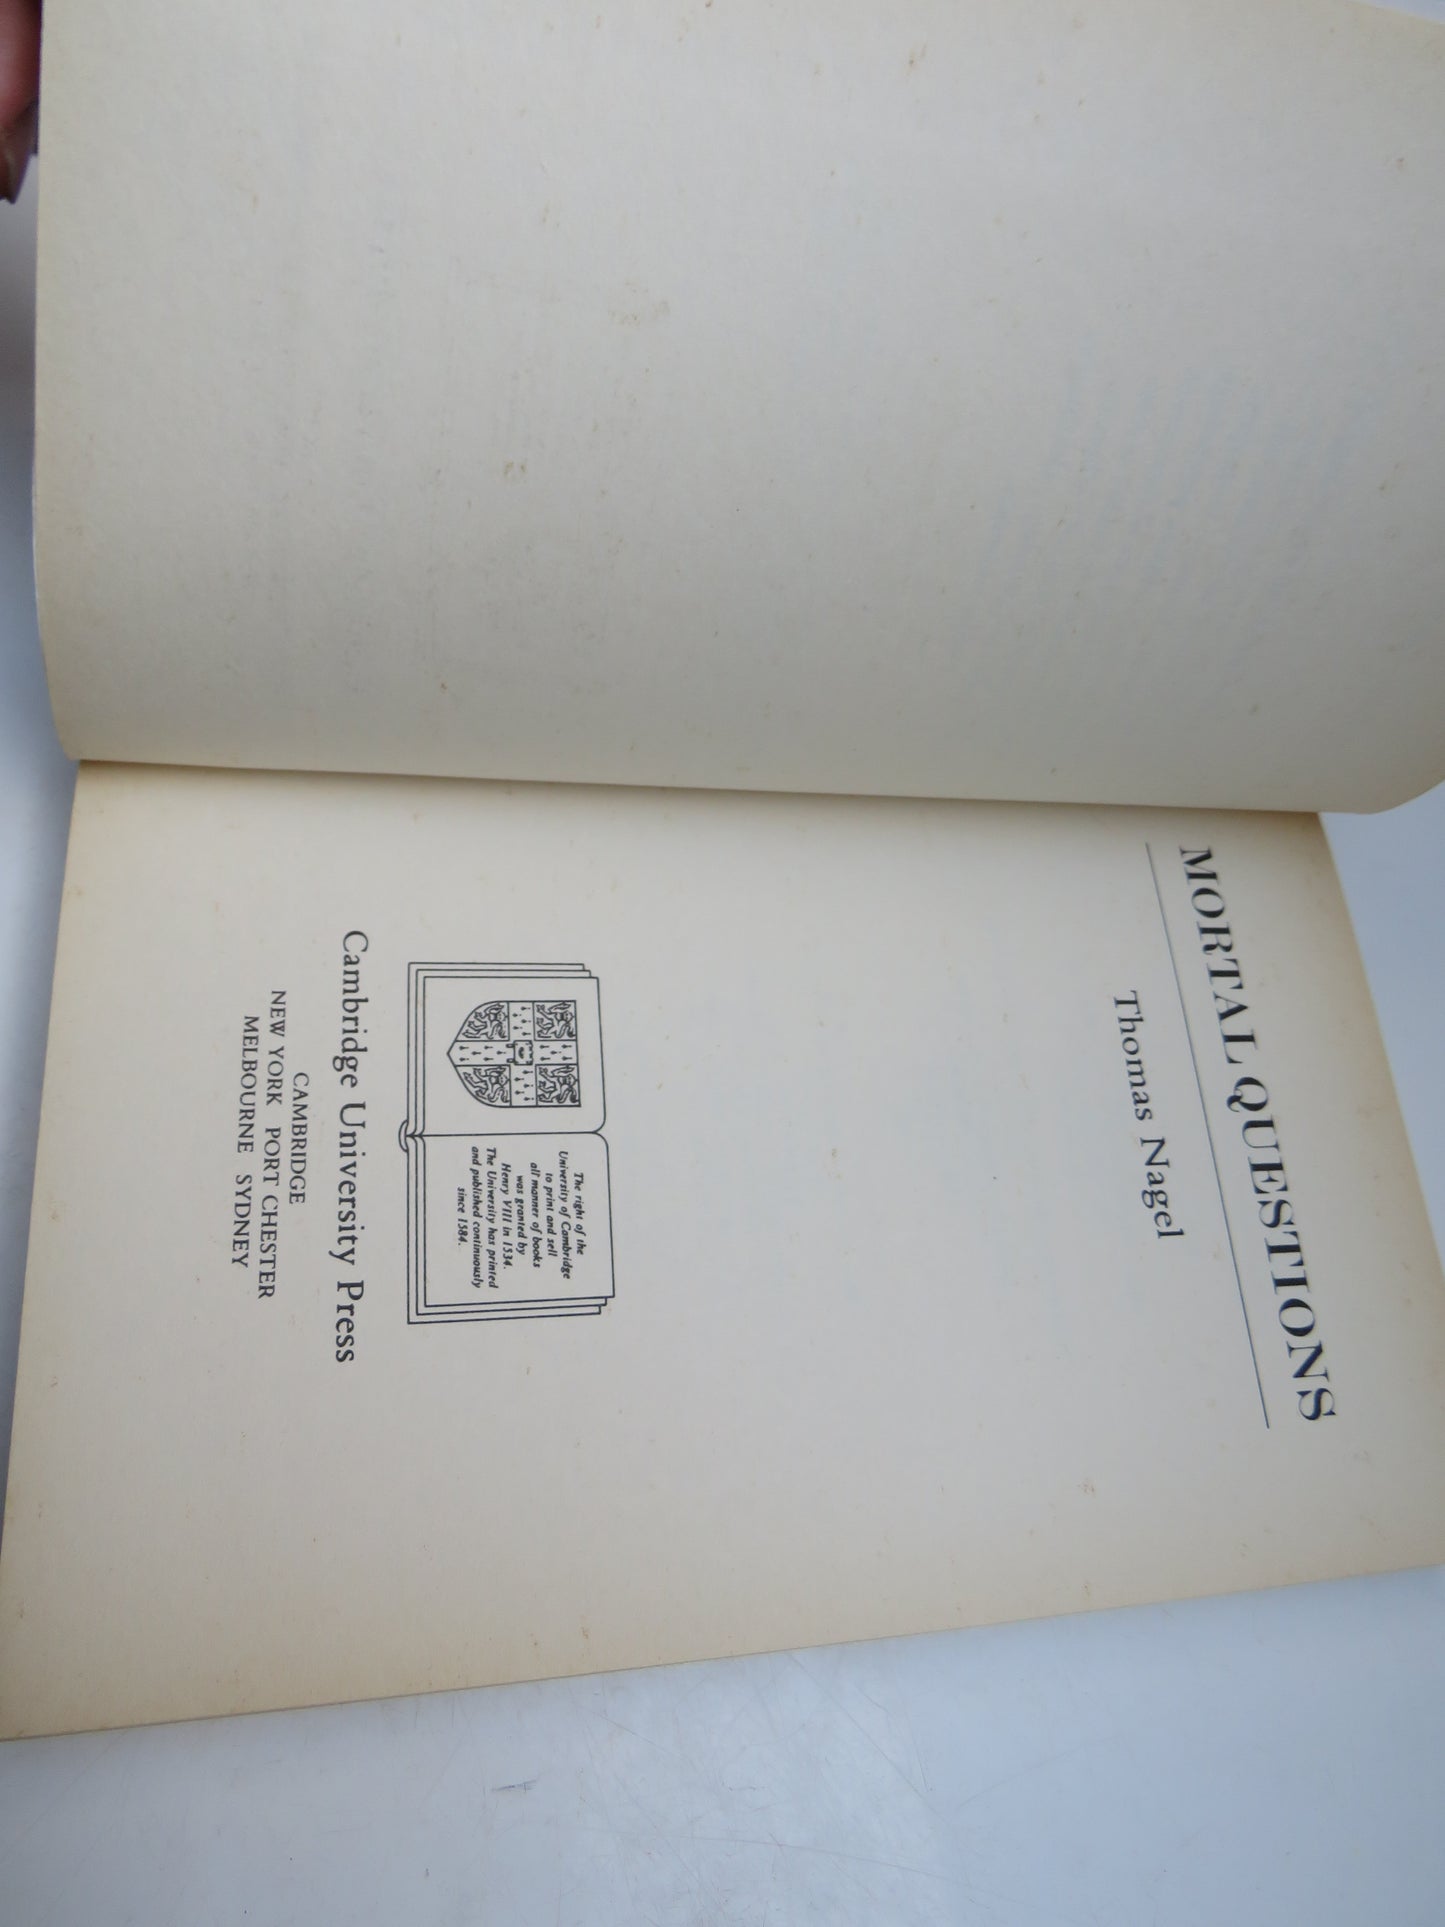 MORTAL QUESTIONS
Thomas Nagel
The right of the
University of Cambridge
to print and sell
all manner of books
was granted by
Henry VIII in 1534.
The University has printed
and published continuously
since 1584.
Cambridge University Press
CAMBRIDGE
NEW YORK PORT CHESTER
MELBOURNE SYDNEY